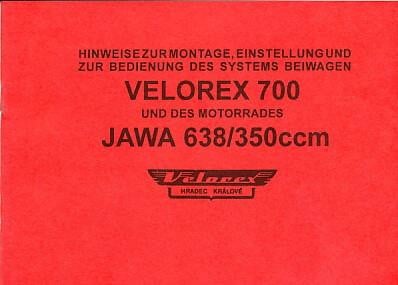 HINWEISEZURMONTAGE,EINSTELLUNGUND
ZUR BEDIENUNG DES SYSTEMS BEIWAGEN
VELOREX 700
UND DES MOTORRADES
JAWA 638/350ccm
Velorex
HRADEC KRÁLOVÉ